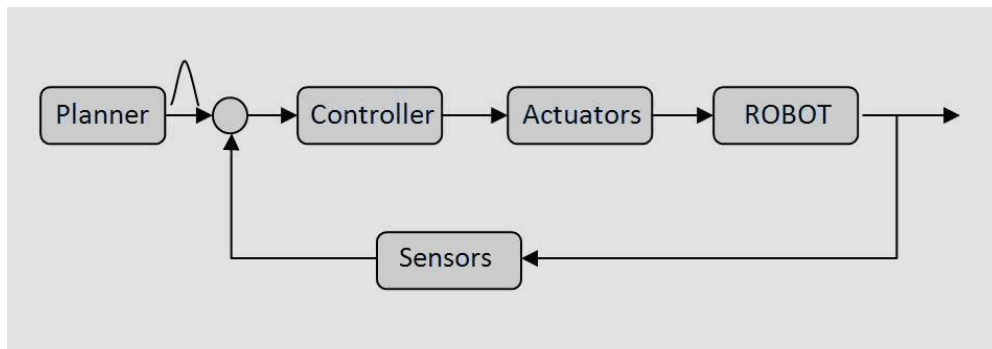 Planner
Controller
Actuators
ROBOT
Sensors